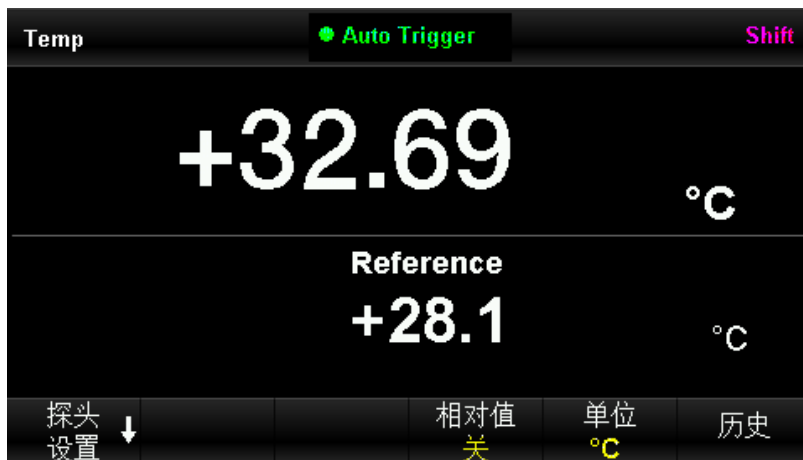 Temp
Auto Trigger
Shift
+32.69
°C
Reference
+28.1
°C
探头
设置
相对值
关
单位
°C
历史